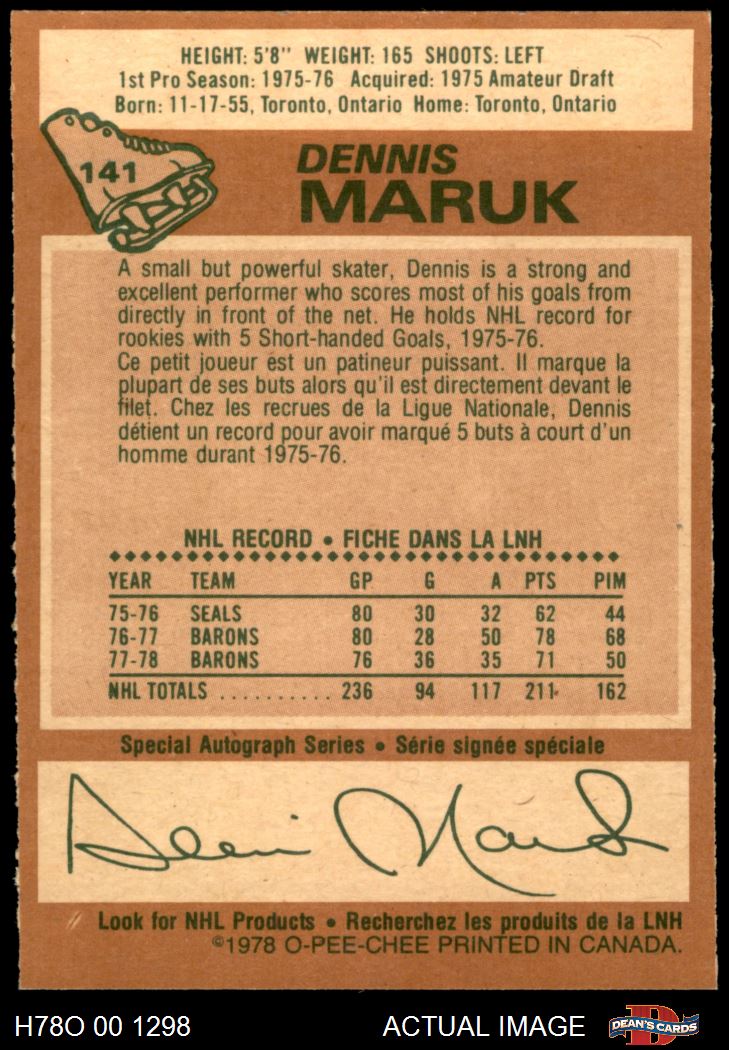 HEIGHT: 5'8" WEIGHT: 165 SHOOTS: LEFT
1st Pro Season: 1975-76 Acquired: 1975 Amateur Draft
Born: 11-17-55, Toronto, Ontario Home: Toronto, Ontario
141
DENNIS
MARUK
A small but powerful skater, Dennis is a strong and
excellent performer who scores most of his goals from
directly in front of the net. He holds NHL record for
rookies with 5 Short-handed Goals, 1975-76.
Ce petit joueur est un patineur puissant. Il marque la
plupart de ses buts alors qu'il est directement devant le
filet. Chez les recrues de la Ligue Nationale, Dennis
détient un record pour avoir marqué 5 buts à court d'un
homme durant 1975-76.
NHL RECORD • FICHE DANS LA LNH
YEAR TEAM GP G A PTS PIM
75-76 SEALS 80 30 32 62 44
76-77 BARONS 80 28 50 78 68
77-78 BARONS 76 36 35 71 50
NHL TOTALS .......... 236 94 117 211 162
Special Autograph Series • Série signée spéciale
Dennis Maruk
Look for NHL Products • Recherchez les produits de la LNH
©1978 O-PEE-CHEE PRINTED IN CANADA.
H78O 00 1298 ACTUAL IMAGE DEAN'S CARDS